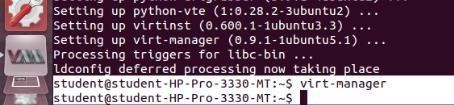 Setting up python-vte (1:0.28.2-3ubuntu2) ...
Setting up virtinst (0.600.1-1ubuntu3.3) ...
Setting up virt-manager (0.9.1-1ubuntu5.1) ...
Processing triggers for libc-bin ...
ldconfig deferred processing now taking place
student@student-HP-Pro-3330-MT:~$ virt-manager
student@student-HP-Pro-3330-MT:~$